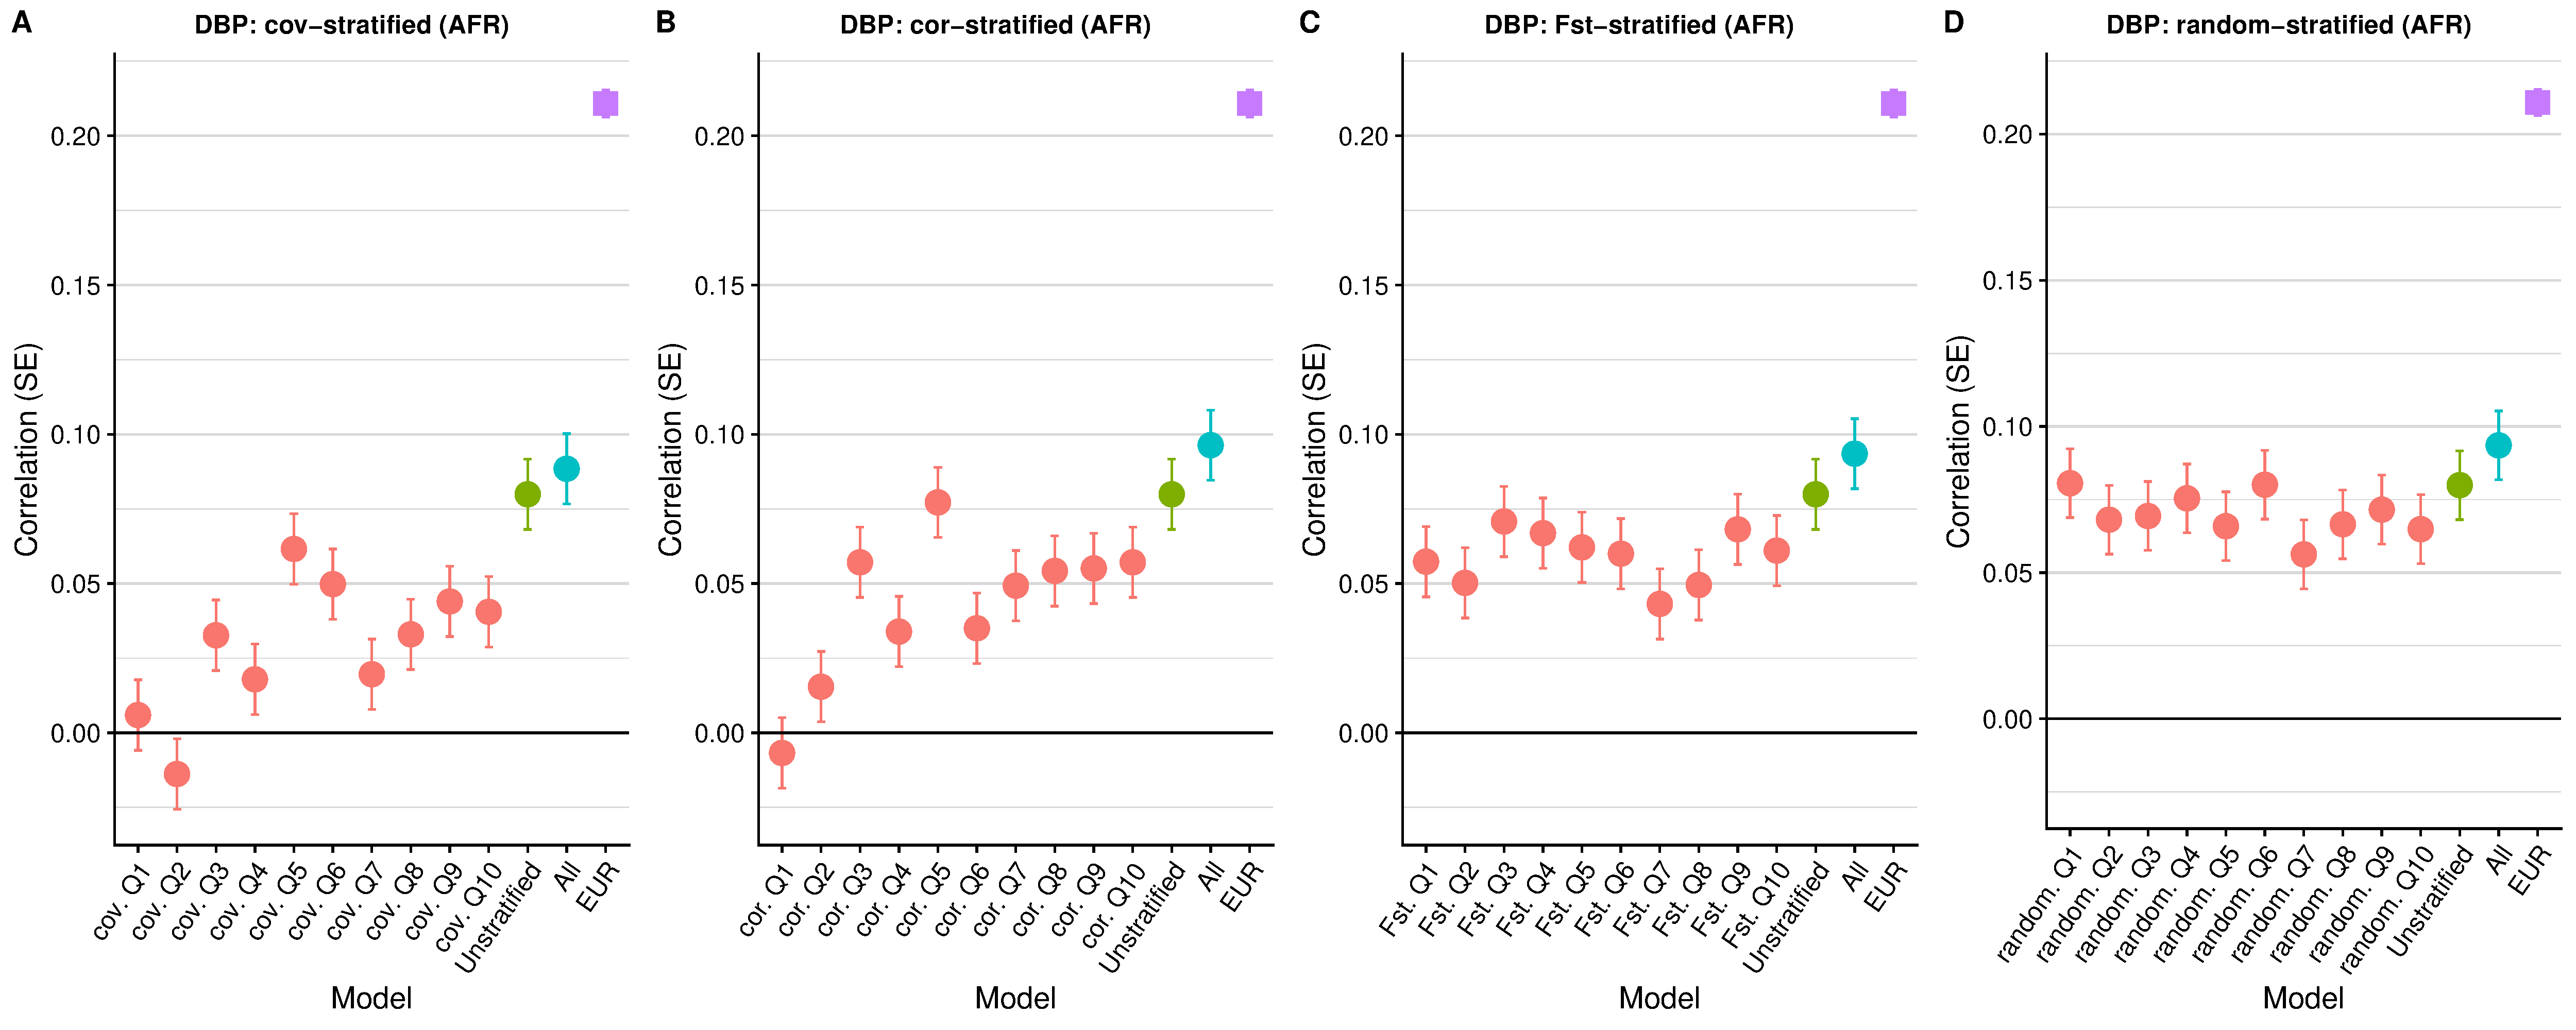 A
DBP: cov−stratified (AFR)
Correlation (SE)
0.20
0.15
0.10
0.05
0.00
cov. Q1
cov. Q2
cov. Q3
cov. Q4
cov. Q5
cov. Q6
cov. Q7
cov. Q8
cov. Q9
cov. Q10
Unstratified
All
EUR
Model
B
DBP: cor−stratified (AFR)
Correlation (SE)
0.20
0.15
0.10
0.05
0.00
cor. Q1
cor. Q2
cor. Q3
cor. Q4
cor. Q5
cor. Q6
cor. Q7
cor. Q8
cor. Q9
cor. Q10
Unstratified
All
EUR
Model
C
DBP: Fst−stratified (AFR)
Correlation (SE)
0.20
0.15
0.10
0.05
0.00
Fst. Q1
Fst. Q2
Fst. Q3
Fst. Q4
Fst. Q5
Fst. Q6
Fst. Q7
Fst. Q8
Fst. Q9
Fst. Q10
Unstratified
All
EUR
Model
D
DBP: random−stratified (AFR)
Correlation (SE)
0.20
0.15
0.10
0.05
0.00
random. Q1
random. Q2
random. Q3
random. Q4
random. Q5
random. Q6
random. Q7
random. Q8
random. Q9
random. Q10
Unstratified
All
EUR
Model